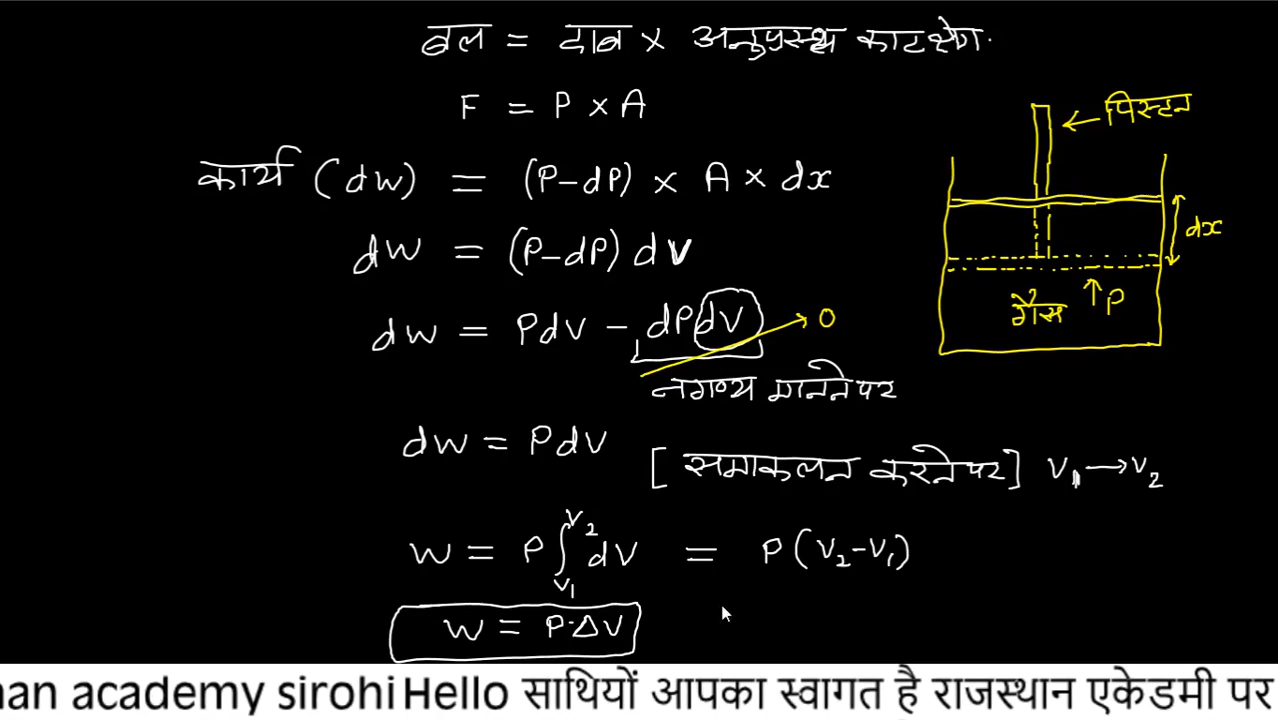 बल = दाब × अनुप्रस्थ काट क्षे.
F = P × A
कार्य (dw) = (P-dP) × A × dx
dw = (P-dP) dV
dw = PdV - dPdV → 0
नगण्य मानने पर
dw = PdV
[समाकलन करने पर] V₁ → V₂
W = P∫V₁V₂ dV = P(V₂-V₁)
W = P·ΔV
← पिस्टन
dx
गैस ↑ P
nan academy sirohi Hello साथियों आपका स्वागत है राजस्थान एकेडमी पर